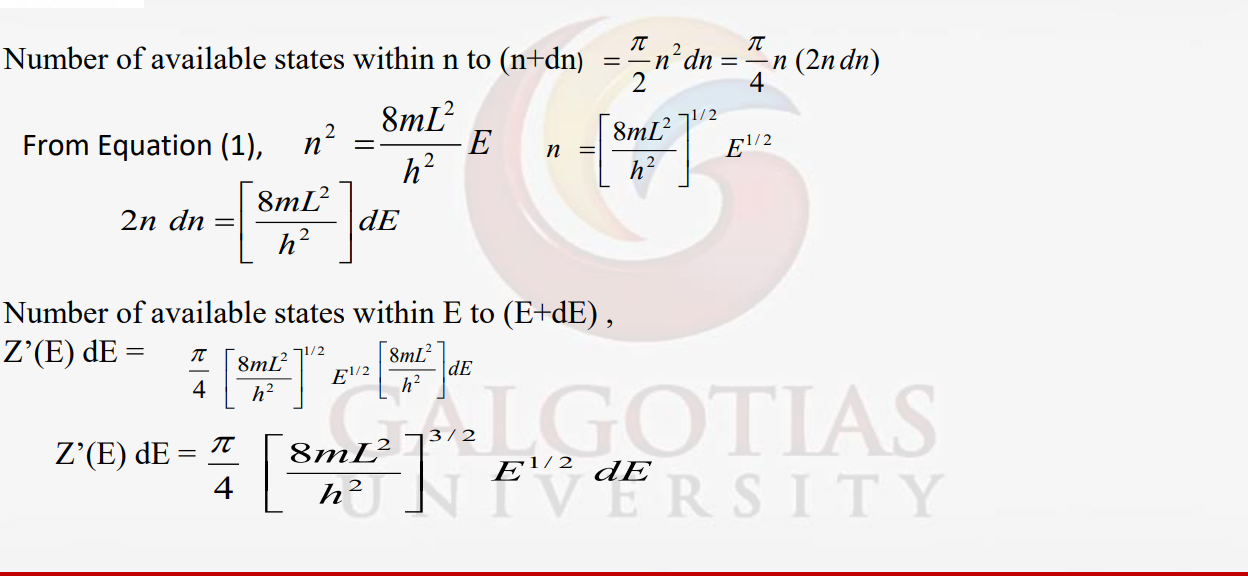 Number of available states within n to (n+dn) = π/2 n² dn = π/4 n (2n dn)
From Equation (1), n² = 8mL²/h² E n = [8mL²/h²]^1/2 E^1/2
2n dn = [8mL²/h²] dE
Number of available states within E to (E+dE) ,
Z’(E) dE = π/4 [8mL²/h²]^1/2 E^1/2 [8mL²/h²] dE
Z’(E) dE = π/4 [8mL²/h²]^3/2 E^1/2 dE
GALGOTIAS
UNIVERSITY